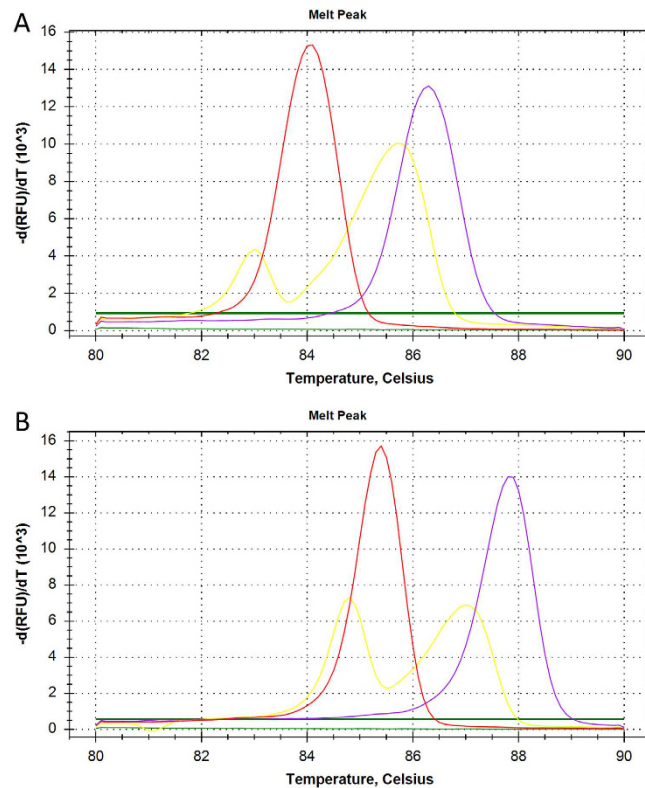 A
Melt Peak
16
14
12
10
8
6
4
2
0
-d(RFU)/dT (10^3)
80 82 84 86 88 90
Temperature, Celsius
B
Melt Peak
16
14
12
10
8
6
4
2
0
-d(RFU)/dT (10^3)
80 82 84 86 88 90
Temperature, Celsius